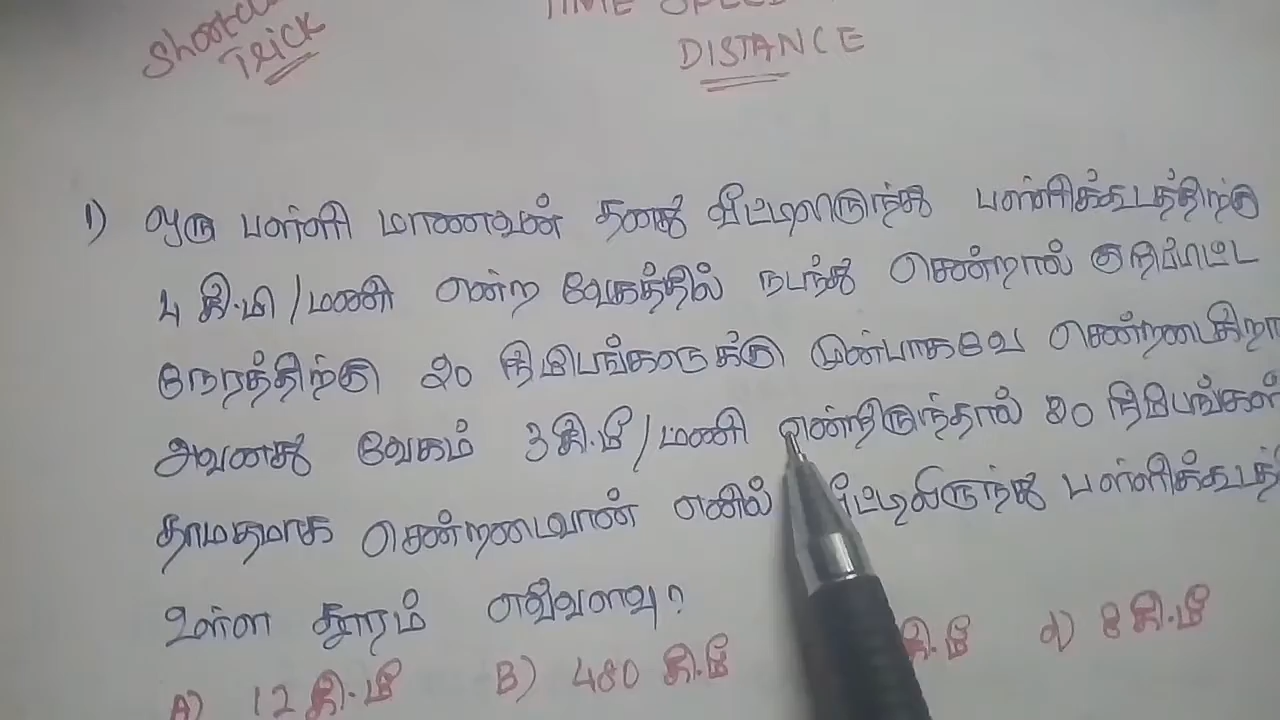 Trick
TIME SPEED
DISTANCE
1) ஒரு பள்ளி மாணவன் தனது வீட்டிலிருந்து பள்ளிக்கூடத்திற்கு
4 கி.மி / மணி என்ற வேகத்தில் நடந்து சென்றால் குறிப்பிட்ட
நேரத்திற்கு 20 நிமிடங்களுக்கு முன்பாகவே சென்றடைகிறா
அவனது வேகம் 3 கி.மீ / மணி என்றிருந்தால் 20 நிமிடங்கள்
தாமதமாக சென்றடைவான் எனில் வீட்டிலிருந்து பள்ளிக்கூடத்
உள்ள தூரம் எவ்வளவு?
A) 12 கி.மீ B) 480 கி.மீ கி.மீ d) 8 கி.மீ